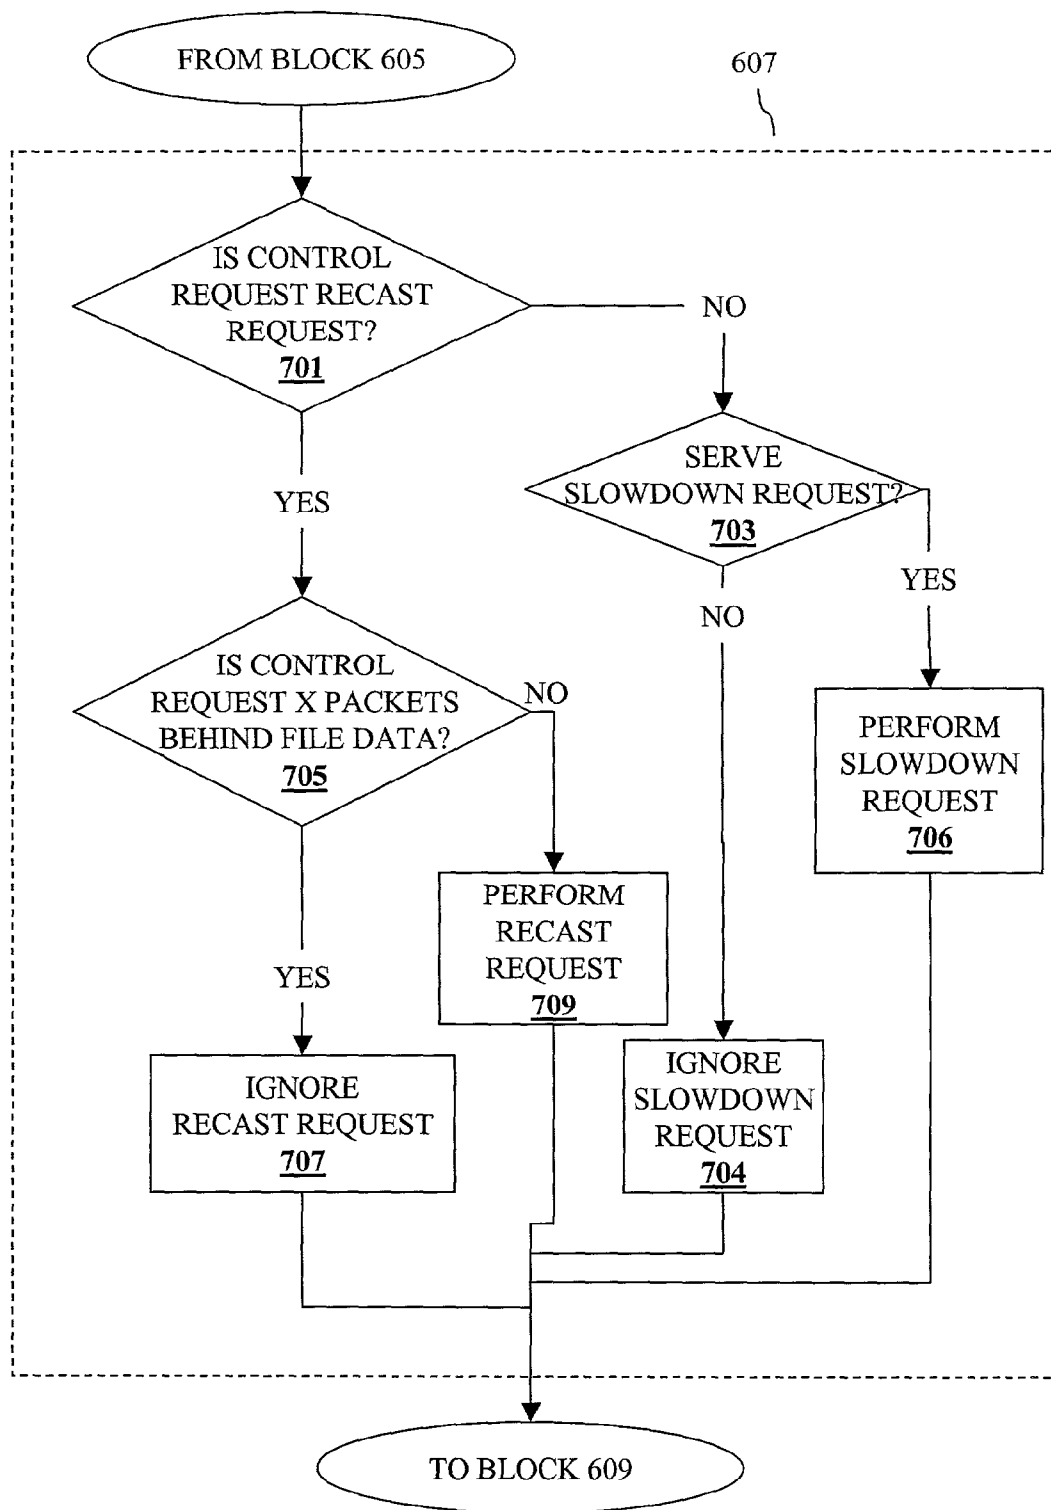 FROM BLOCK 605
607
IS CONTROL
REQUEST RECAST
REQUEST?
701
NO
SERVE
SLOWDOWN REQUEST?
703
YES
YES
NO
IS CONTROL
REQUEST X PACKETS
BEHIND FILE DATA?
705
NO
PERFORM
SLOWDOWN
REQUEST
706
PERFORM
RECAST
REQUEST
709
YES
IGNORE
RECAST REQUEST
707
IGNORE
SLOWDOWN
REQUEST
704
TO BLOCK 609